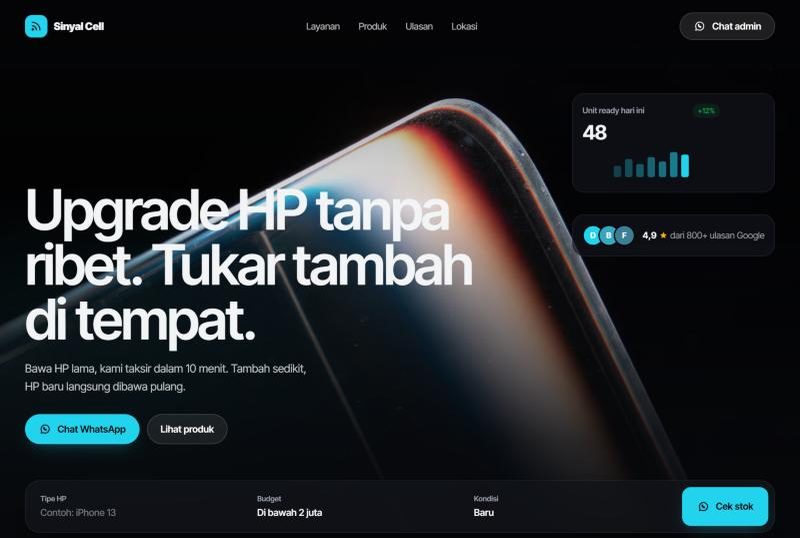 Sinyal Cell
Layanan
Produk
Ulasan
Lokasi
Chat admin
Unit ready hari ini
+12%
48
Upgrade HP tanpa
ribet. Tukar tambah
di tempat.
D B F
4,9 ★ dari 800+ ulasan Google
Bawa HP lama, kami taksir dalam 10 menit. Tambah sedikit,
HP baru langsung dibawa pulang.
Chat WhatsApp
Lihat produk
Tipe HP
Contoh: iPhone 13
Budget
Di bawah 2 juta
Kondisi
Baru
Cek stok